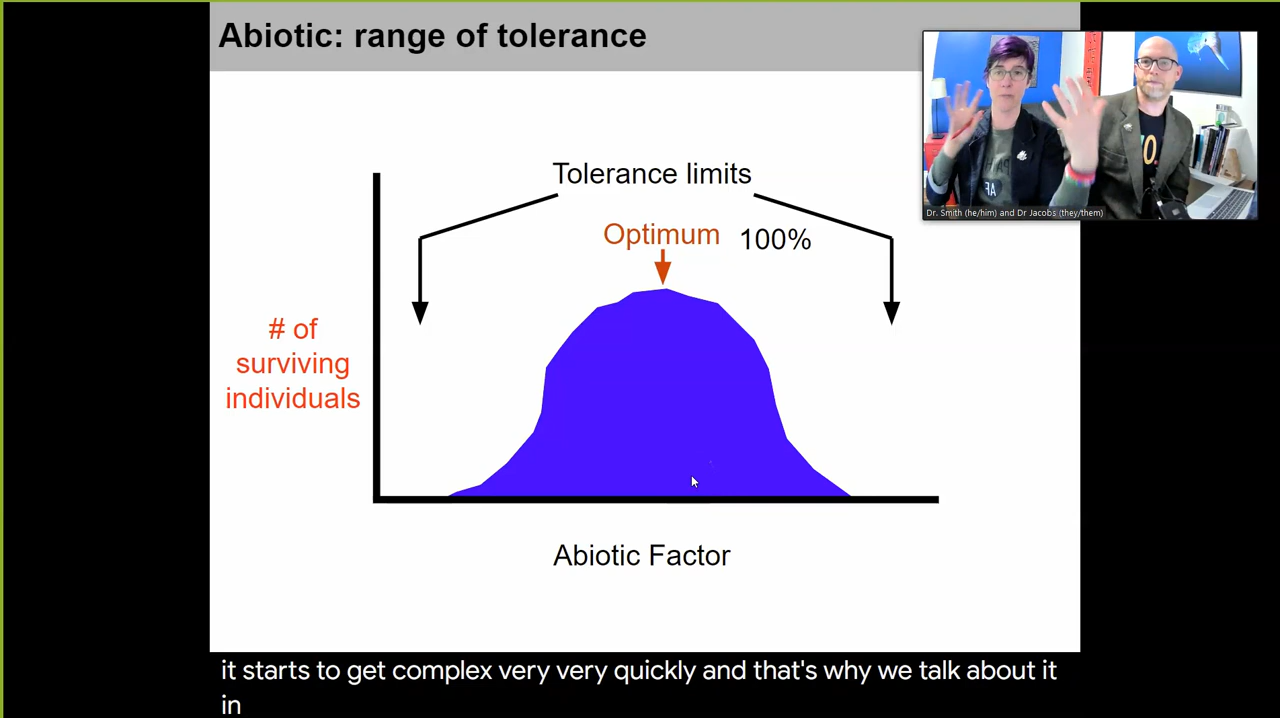 Abiotic: range of tolerance
Dr. Smith (he/him) and Dr Jacobs (they/them)
Tolerance limits
Optimum
100%
# of
surviving
individuals
Abiotic Factor
it starts to get complex very very quickly and that's why we talk about it
in